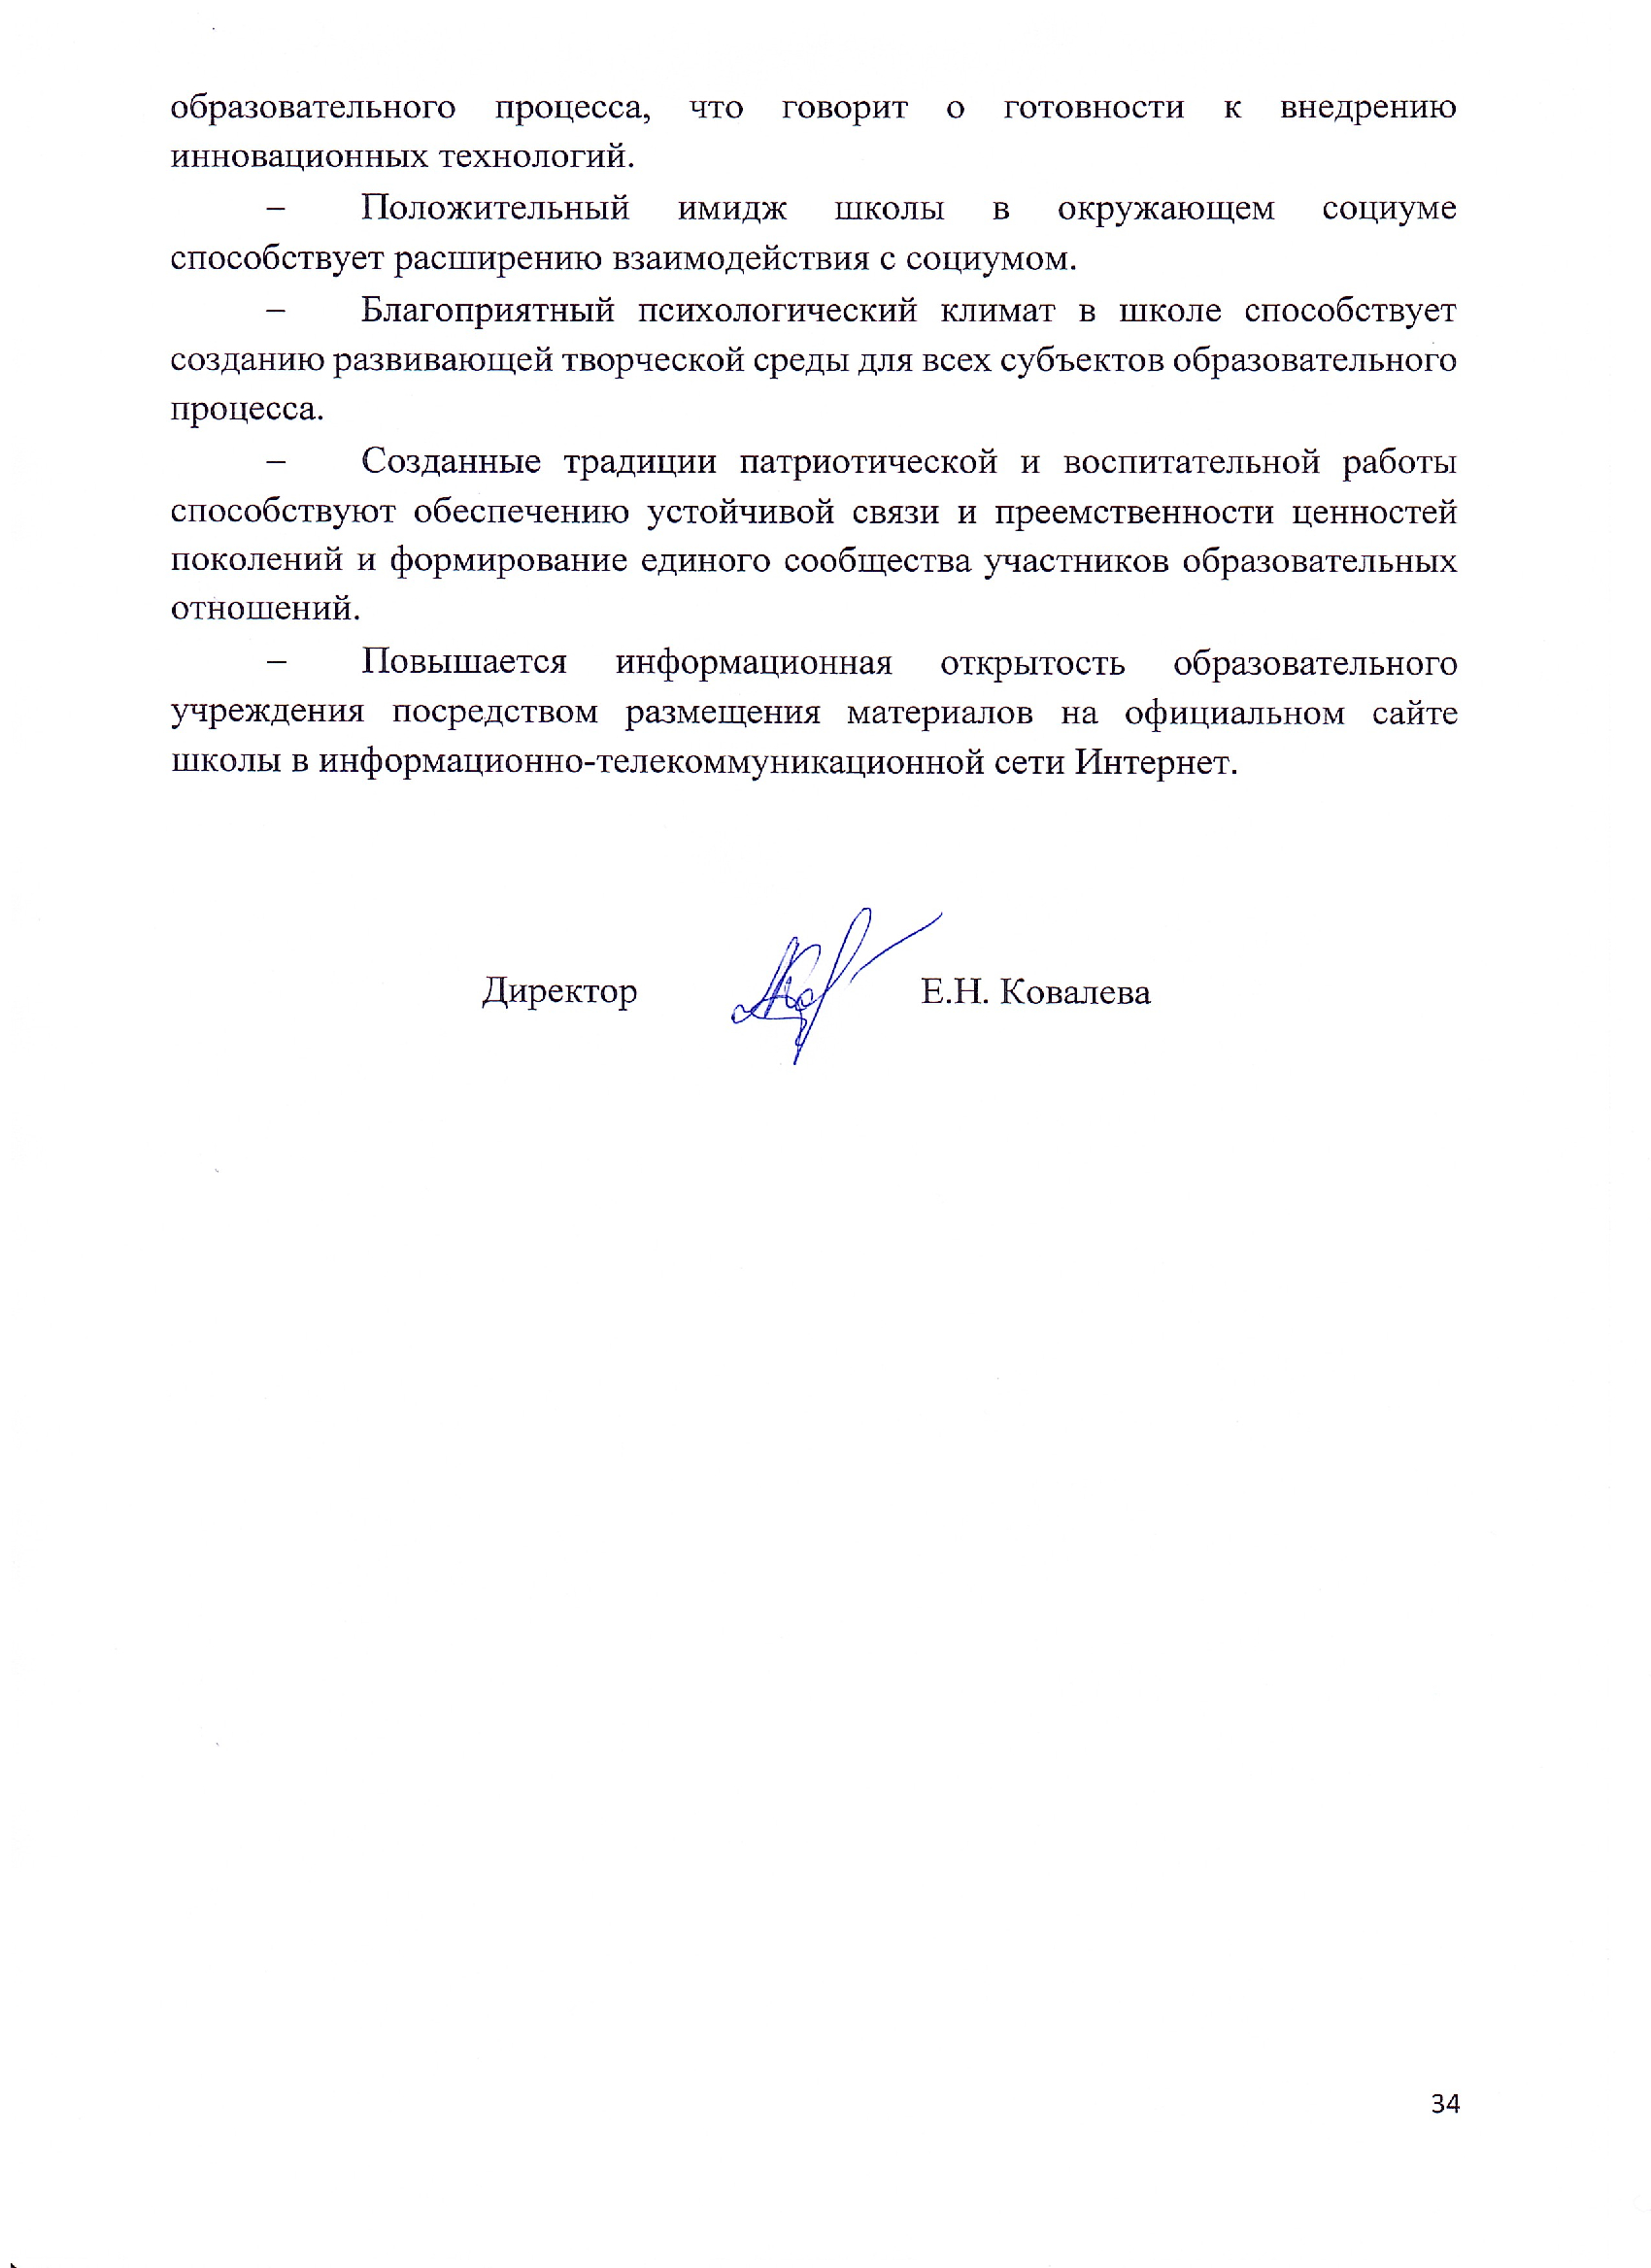 образовательного процесса, что говорит о готовности к внедрению
инновационных технологий.
– Положительный имидж школы в окружающем социуме
способствует расширению взаимодействия с социумом.
– Благоприятный психологический климат в школе способствует
созданию развивающей творческой среды для всех субъектов образовательного
процесса.
– Созданные традиции патриотической и воспитательной работы
способствуют обеспечению устойчивой связи и преемственности ценностей
поколений и формирование единого сообщества участников образовательных
отношений.
– Повышается информационная открытость образовательного
учреждения посредством размещения материалов на официальном сайте
школы в информационно-телекоммуникационной сети Интернет.
Директор Е.Н. Ковалева
34